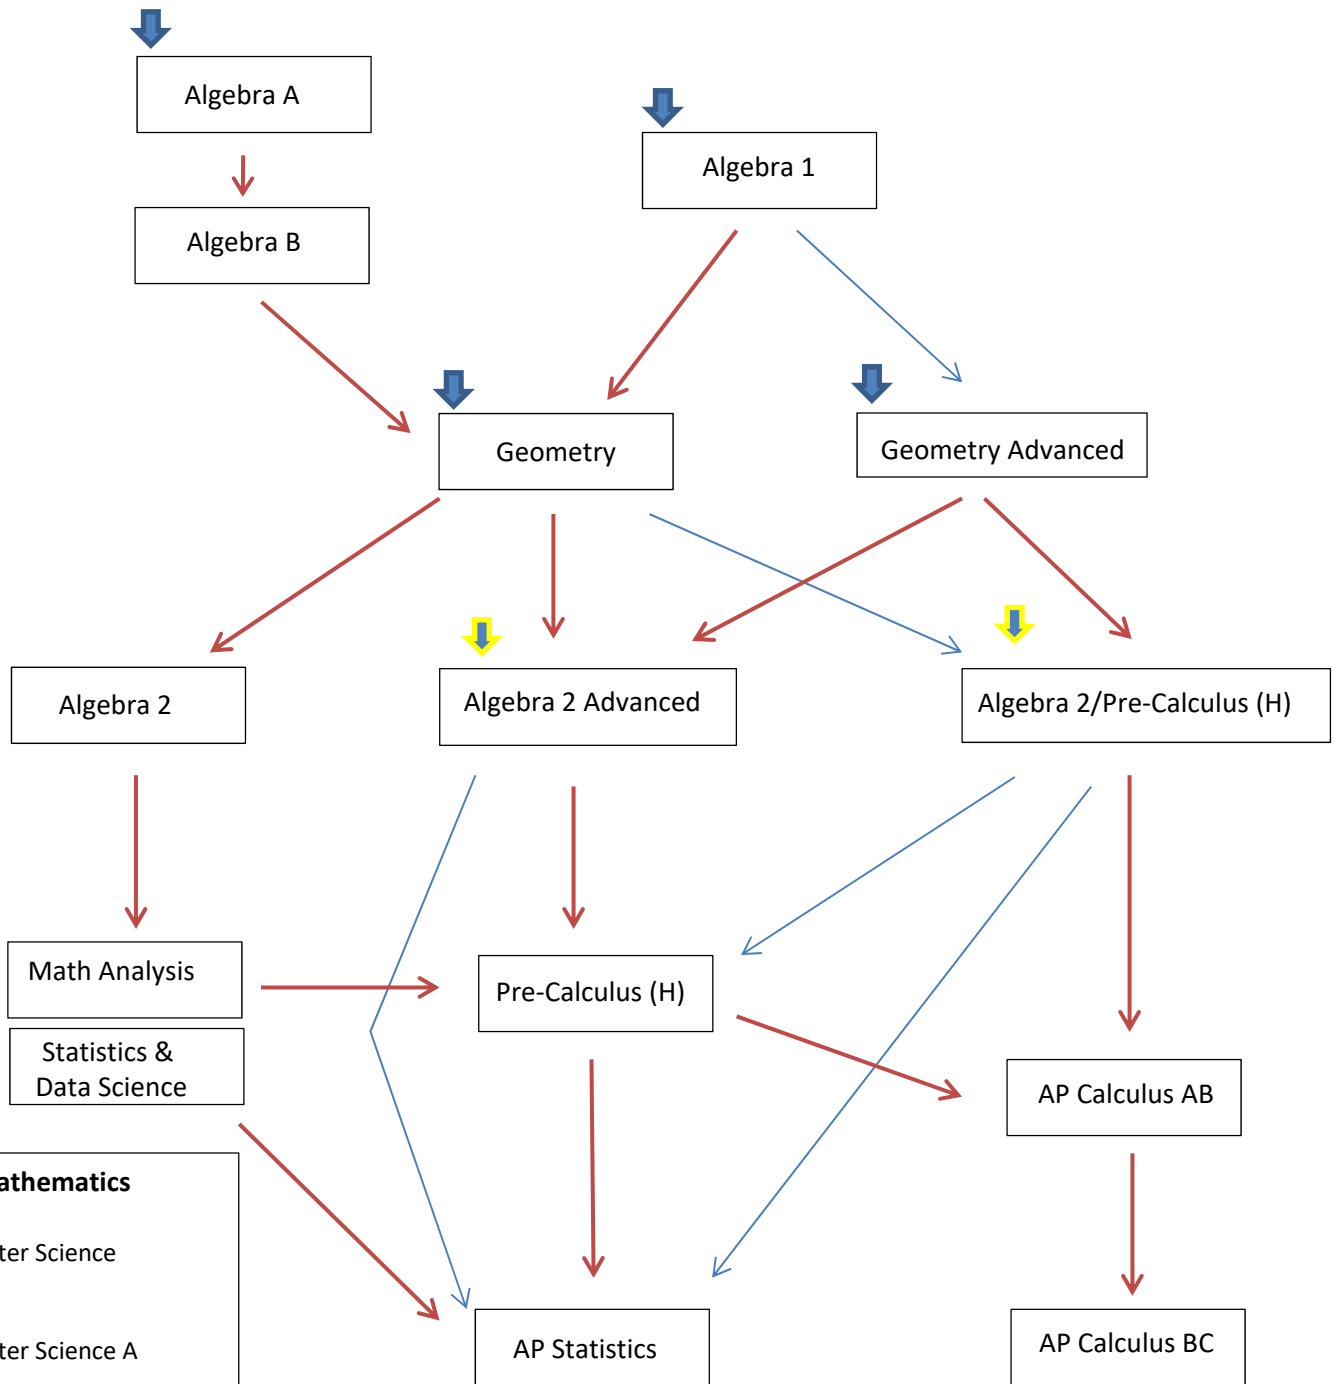 Algebra A
Algebra 1
Algebra B
Geometry
Geometry Advanced
Algebra 2
Algebra 2 Advanced
Algebra 2/Pre-Calculus (H)
Math Analysis
Pre-Calculus (H)
Statistics &
Data Science
AP Calculus AB
athematics
ter Science
ter Science A
AP Statistics
AP Calculus BC